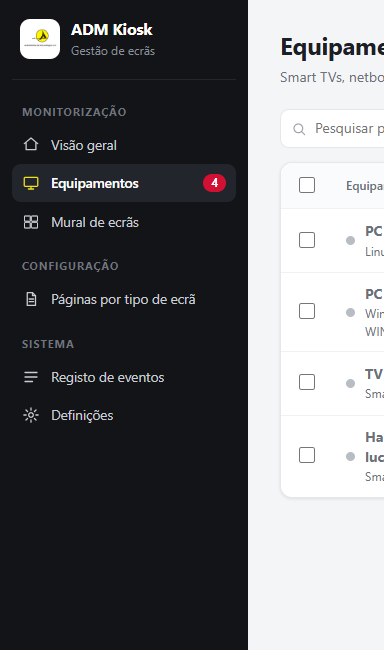 ADM Kiosk
Gestão de ecrãs
MONITORIZAÇÃO
Visão geral
Equipamentos 4
Mural de ecrãs
CONFIGURAÇÃO
Páginas por tipo de ecrã
SISTEMA
Registo de eventos
Definições
Equipame
Smart TVs, netbo
Pesquisar p
Equipa
PC
Linu
PC
Win
WIN
TV
Sma
Ha
luc
Sma